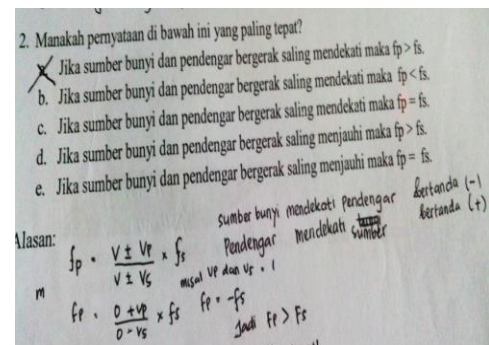 2. Manakah pernyataan di bawah ini yang paling tepat?
Jika sumber bunyi dan pendengar bergerak saling mendekati maka fp > fs.
b. Jika sumber bunyi dan pendengar bergerak saling mendekati maka fp < fs.
c. Jika sumber bunyi dan pendengar bergerak saling mendekati maka fp = fs.
d. Jika sumber bunyi dan pendengar bergerak saling menjauhi maka fp > fs.
e. Jika sumber bunyi dan pendengar bergerak saling menjauhi maka fp = fs.
sumber bunyi mendekati pendengar bertanda (-)
Alasan: Pendengar mendekati sumber bertanda (+)
fp = V ± Vp / V ± Vs × fs
misal Vp dan Vs = 1
m
fp = 0 + Vp / 0 - Vs × fs fp = -fs
Jadi Fp > Fs